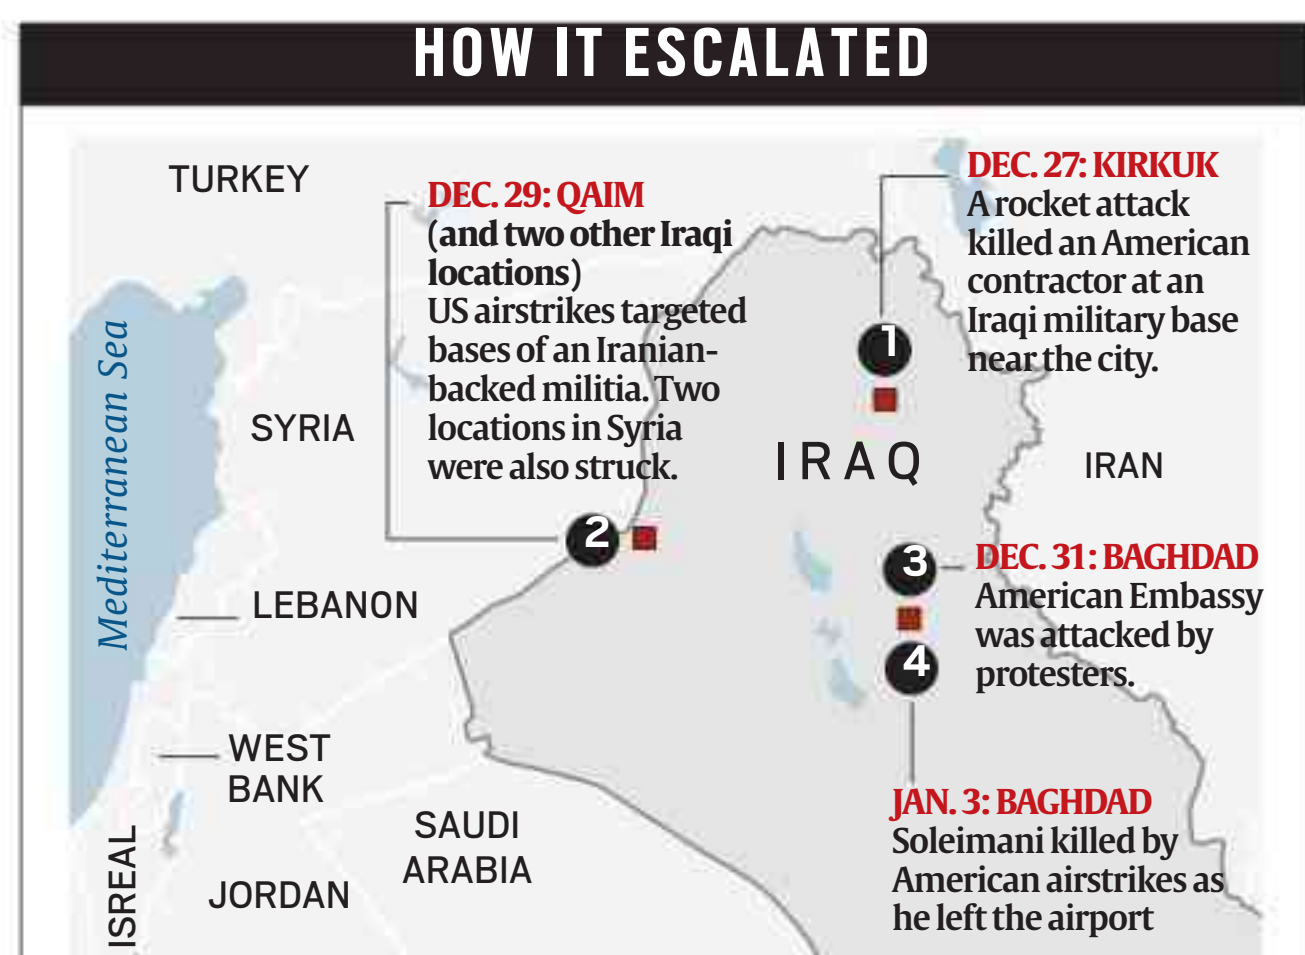 HOW IT ESCALATED
TURKEY
DEC. 29: QAIM
(and two other Iraqi
locations)
US airstrikes targeted
bases of an Iranian-
backed militia. Two
locations in Syria
were also struck.
DEC. 27: KIRKUK
A rocket attack
killed an American
contractor at an
Iraqi military base
near the city.
1
Mediterranean Sea
SYRIA
IRAQ
IRAN
2
3
DEC. 31: BAGHDAD
American Embassy
was attacked by
protesters.
LEBANON
4
WEST
BANK
JAN. 3: BAGHDAD
Soleimani killed by
American airstrikes as
he left the airport
SAUDI
ARABIA
ISREAL
JORDAN